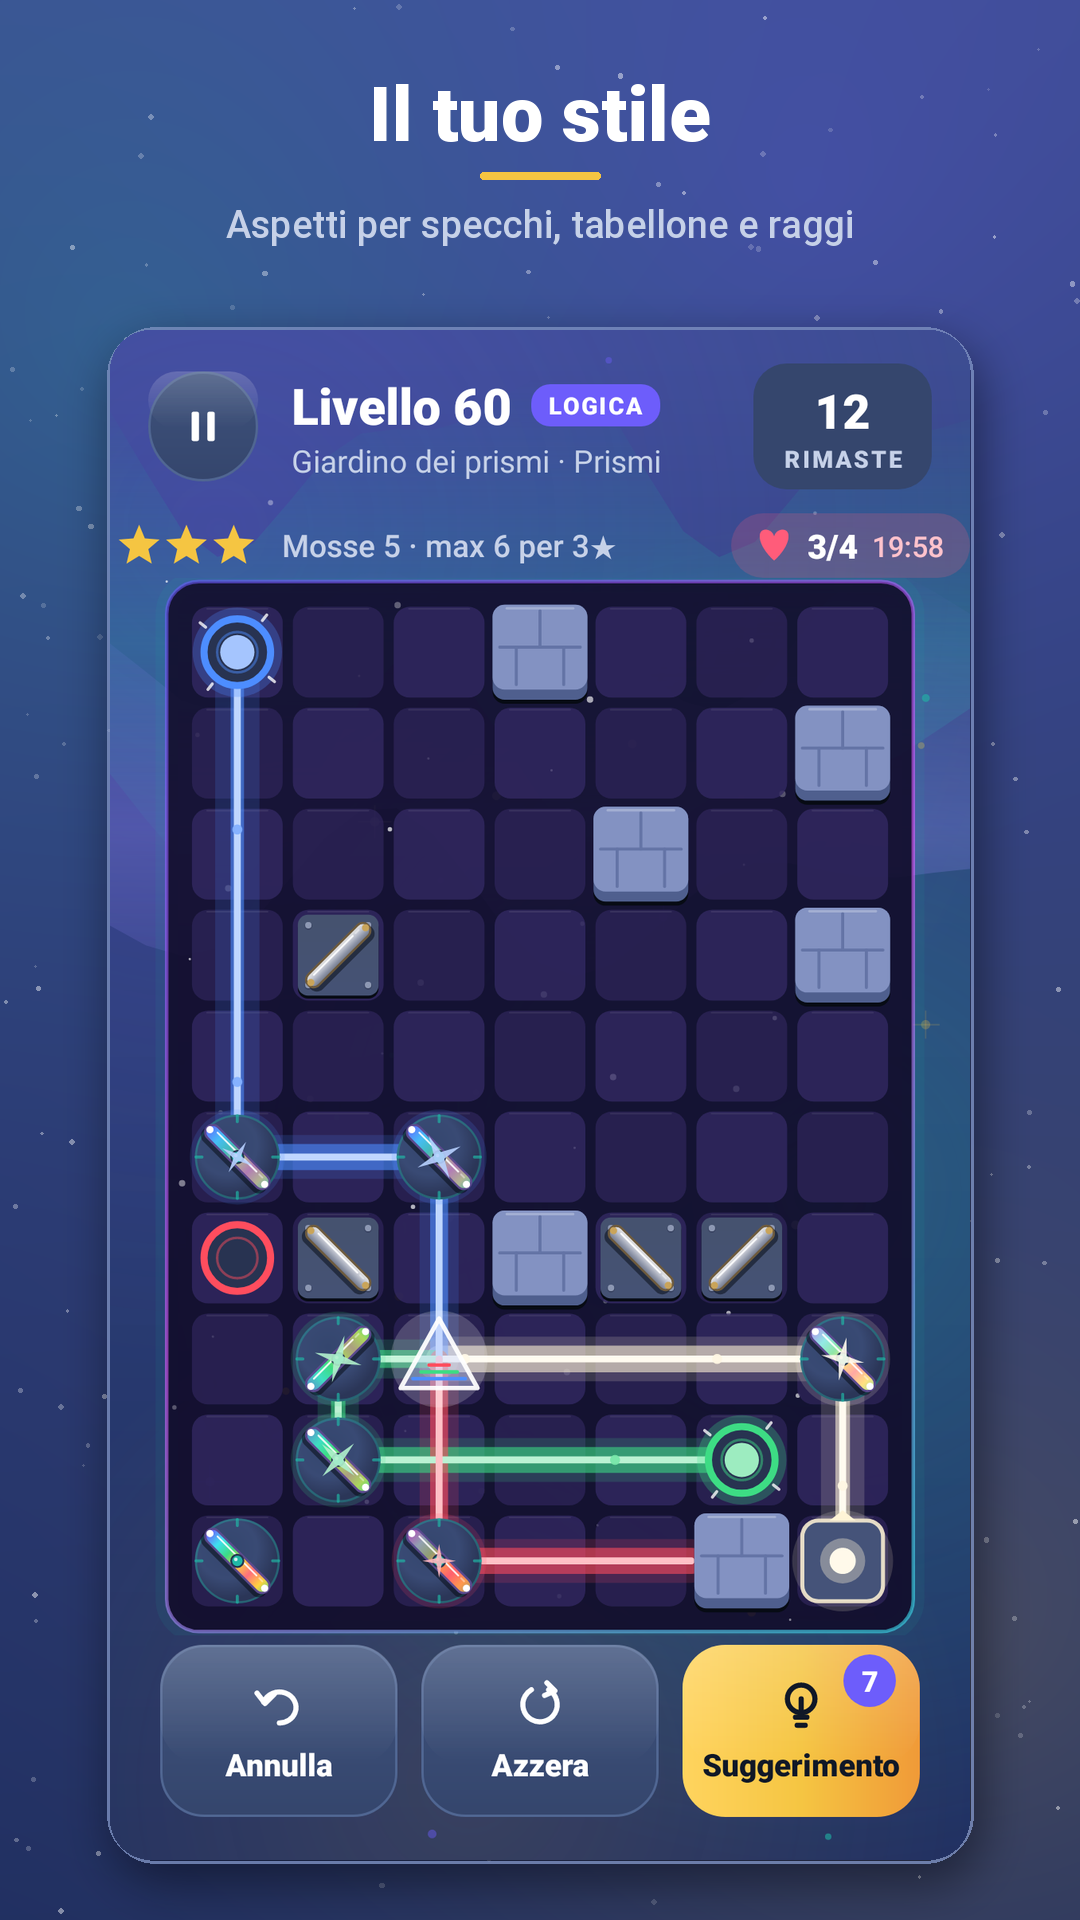 Il tuo stile
Aspetti per specchi, tabellone e raggi
Livello 60 LOGICA
Giardino dei prismi · Prismi
12
RIMASTE
Mosse 5 · max 6 per 3★
3/4 19:58
Annulla
Azzera
7
Suggerimento